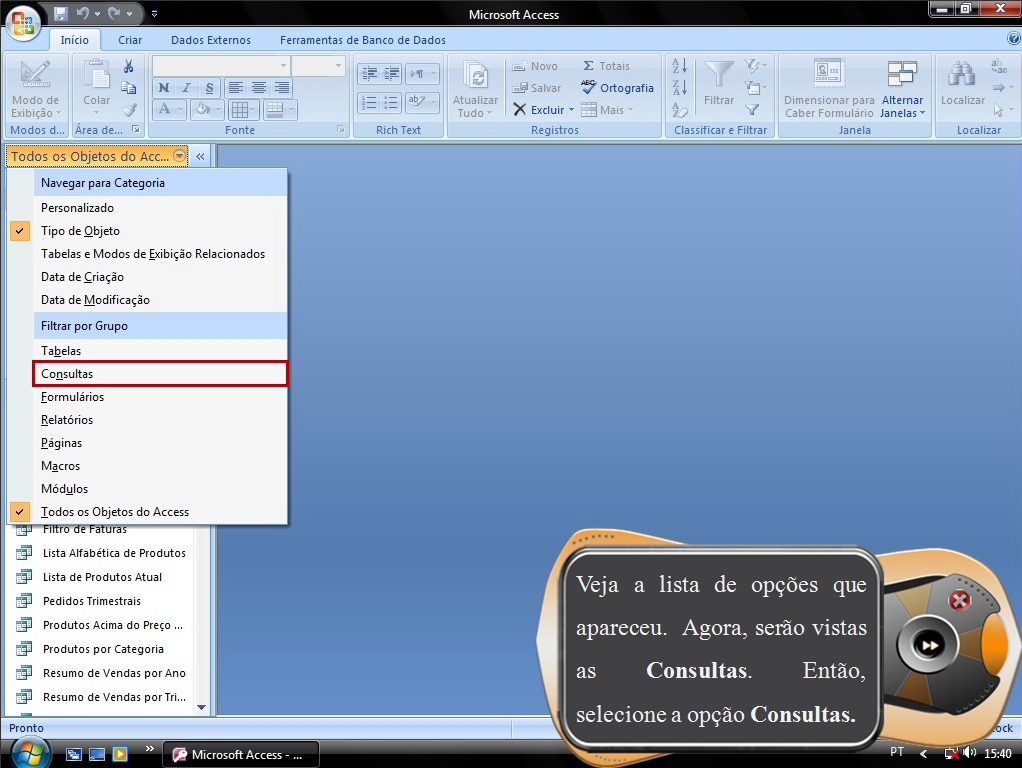 Microsoft Access
Início Criar Dados Externos Ferramentas de Banco de Dados
Modo de Exibição
Modos d...
Colar
Área de...
N I S
A
Fonte
Rich Text
Atualizar Tudo
Novo
Salvar
Excluir
Totais
Ortografia
Mais
Registros
Filtrar
Classificar e Filtrar
Dimensionar para Caber Formulário
Alternar Janelas
Janela
Localizar
Localizar
Todos os Objetos do Acc... «
Navegar para Categoria
Personalizado
Tipo de Objeto
Tabelas e Modos de Exibição Relacionados
Data de Criação
Data de Modificação
Filtrar por Grupo
Tabelas
Consultas
Formulários
Relatórios
Páginas
Macros
Módulos
Todos os Objetos do Access
Filtro de Faturas
Lista Alfabética de Produtos
Lista de Produtos Atual
Pedidos Trimestrais
Produtos Acima do Preço ...
Produtos por Categoria
Resumo de Vendas por Ano
Resumo de Vendas por Tri...
Veja a lista de opções que
apareceu. Agora, serão vistas
as Consultas. Então,
selecione a opção Consultas.
Pronto
Microsoft Access - ...
PT
15:40